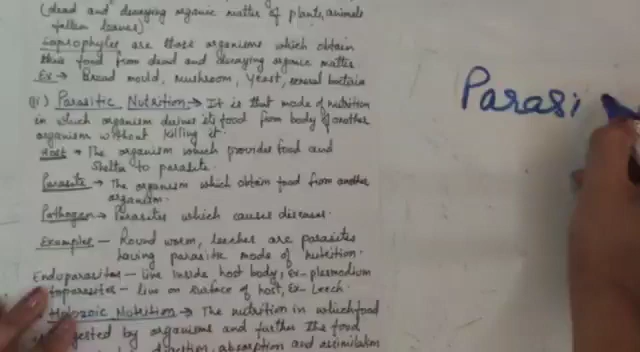 (dead and decaying organic matter of plants, animals
fallen leaves)
Saprophytes are those organisms which obtain
their food from dead and decaying organic matter
Ex → Bread mould, Mushroom, Yeast, several bacteria
(ii) Parasitic Nutrition → It is that mode of nutrition
in which organism derives its food from body of another
organism without killing it.
Host → The organism which provides food and
shelter to parasite.
Parasite → The organism which obtain food from another
organism.
Pathogen → Parasites which causes diseases.
Examples – Round worm, leeches are parasites
having parasitic mode of nutrition.
Endoparasites – live inside host body, Ex- plasmodium
toparasites – live on surface of host, Ex- Leech.
Holozoic Nutrition → The nutrition in which food
gested by organisms and further the food
digestion, absorption and assimilation
Parasi